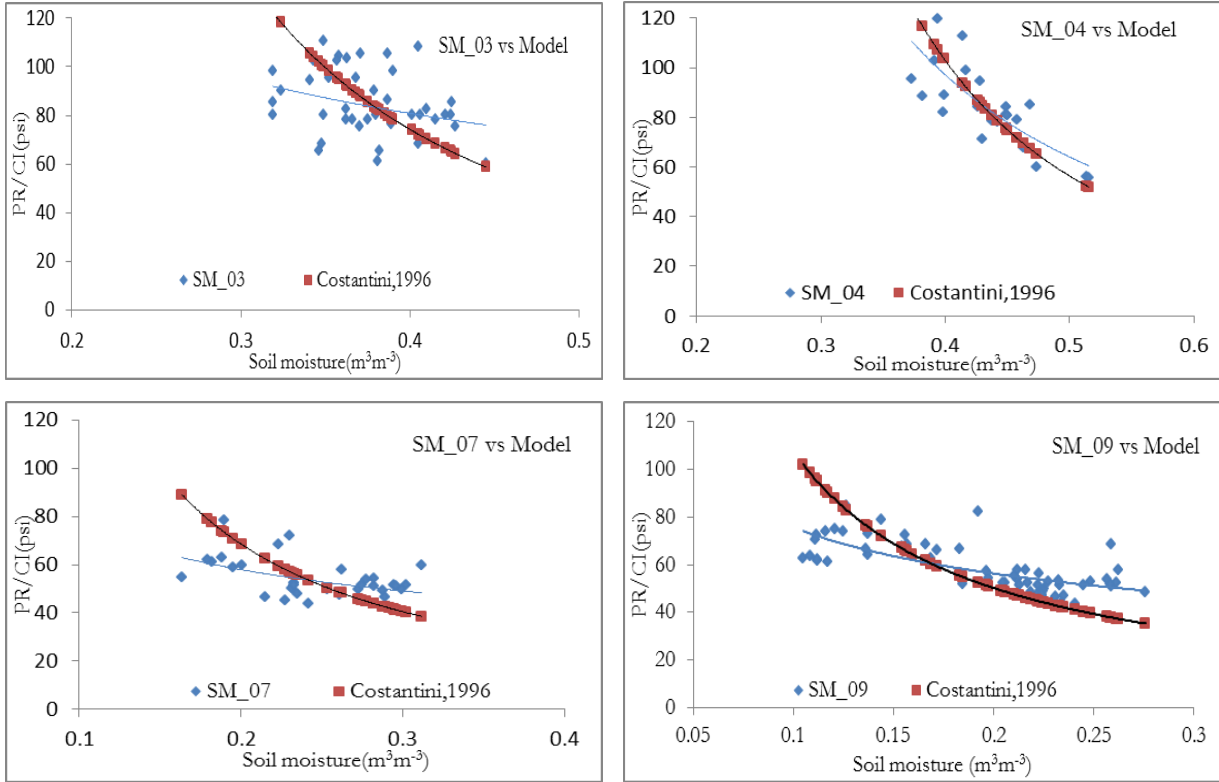 SM_03 vs Model
PR/CI(psi)
120
100
80
60
40
20
0
SM_03 Costantini,1996
0.2 0.3 0.4 0.5
Soil moisture(m³m⁻³)
SM_04 vs Model
PR/CI(psi)
120
100
80
60
40
20
0
SM_04 Costantini,1996
0.2 0.3 0.4 0.5 0.6
Soil moisture(m³m⁻³)
SM_07 vs Model
PR/CI(psi)
120
100
80
60
40
20
0
SM_07 Costantini,1996
0.1 0.2 0.3 0.4
Soil moisture(m³m⁻³)
SM_09 vs Model
PR/CI(psi)
120
100
80
60
40
20
0
SM_09 Costantini,1996
0.05 0.1 0.15 0.2 0.25 0.3
Soil moisture (m³m⁻³)